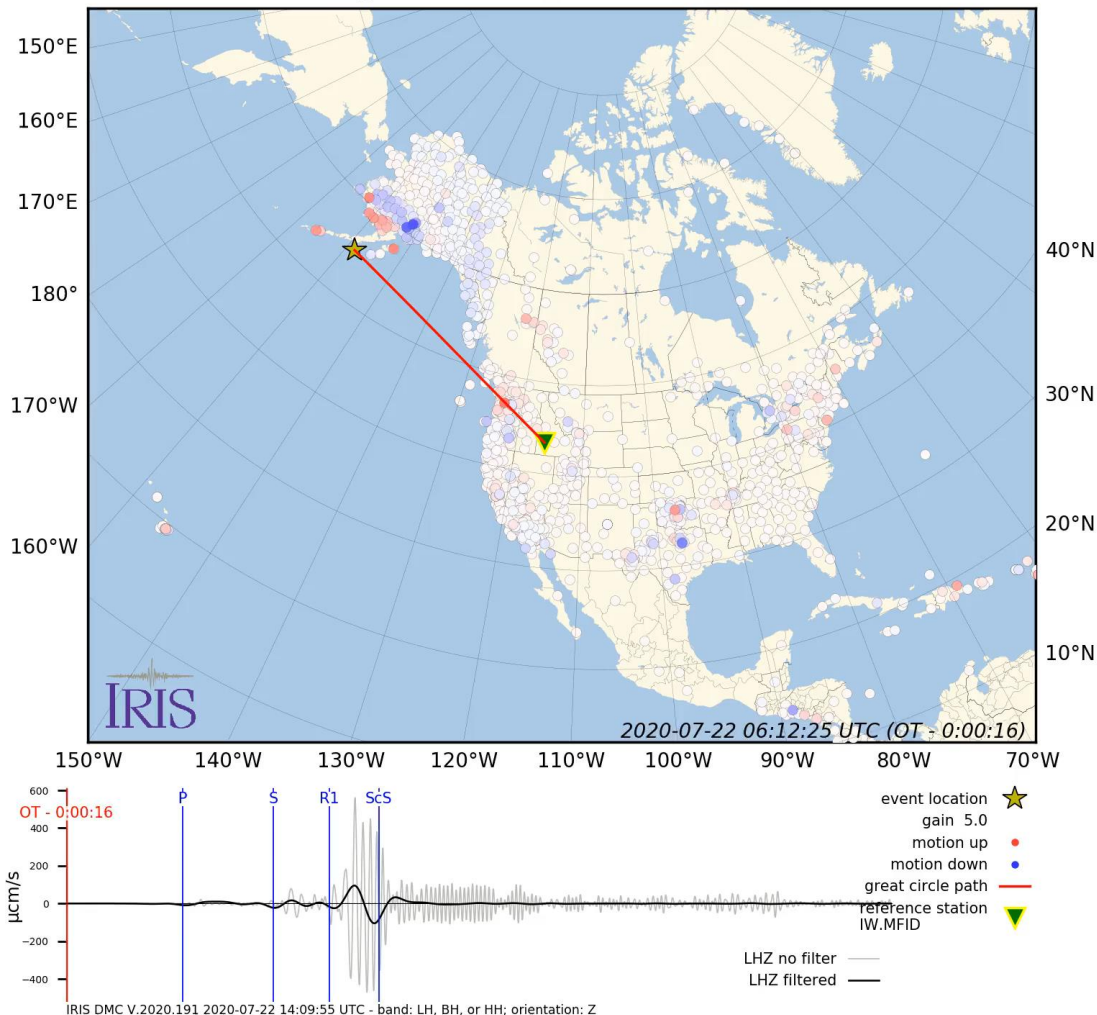 150°E
160°E
170°E
180°
170°W
160°W
40°N
30°N
20°N
10°N
IRIS
2020-07-22 06:12:25 UTC (OT - 0:00:16)
150°W 140°W 130°W 120°W 110°W 100°W 90°W 80°W 70°W
600
400
200
0
−200
−400
μcm/s
OT - 0:00:16
P S R1 ScS
event location
gain 5.0
motion up
motion down
great circle path
reference station
IW.MFID
LHZ no filter
LHZ filtered
IRIS DMC V.2020.191 2020-07-22 14:09:55 UTC - band: LH, BH, or HH; orientation: Z